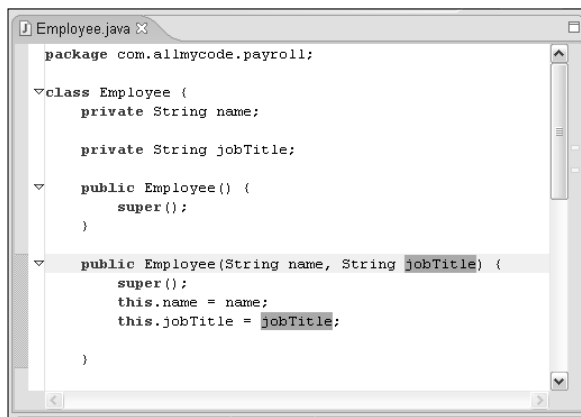 Employee.java
package com.allmycode.payroll;
class Employee {
private String name;
private String jobTitle;
public Employee() {
super();
}
public Employee(String name, String jobTitle) {
super();
this.name = name;
this.jobTitle = jobTitle;
}